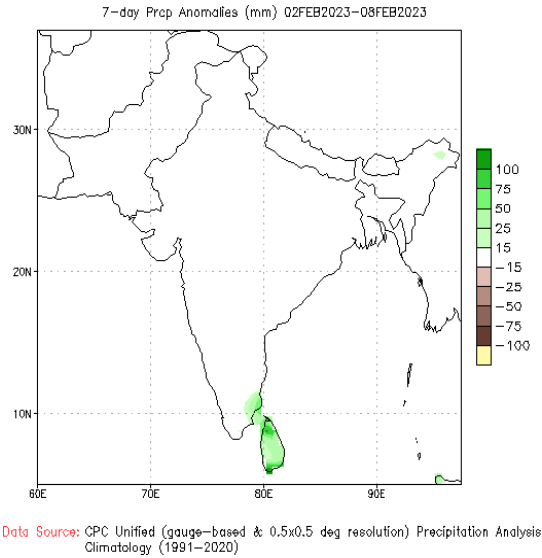 7-day Prcp Anomalies (mm) 02FEB2023-08FEB2023
30N
20N
10N
60E 70E 80E 90E
100
75
50
25
15
-15
-25
-50
-75
-100
Data Source: CPC Unified (gauge-based & 0.5x0.5 deg resolution) Precipitation Analysis
Climatology (1991-2020)